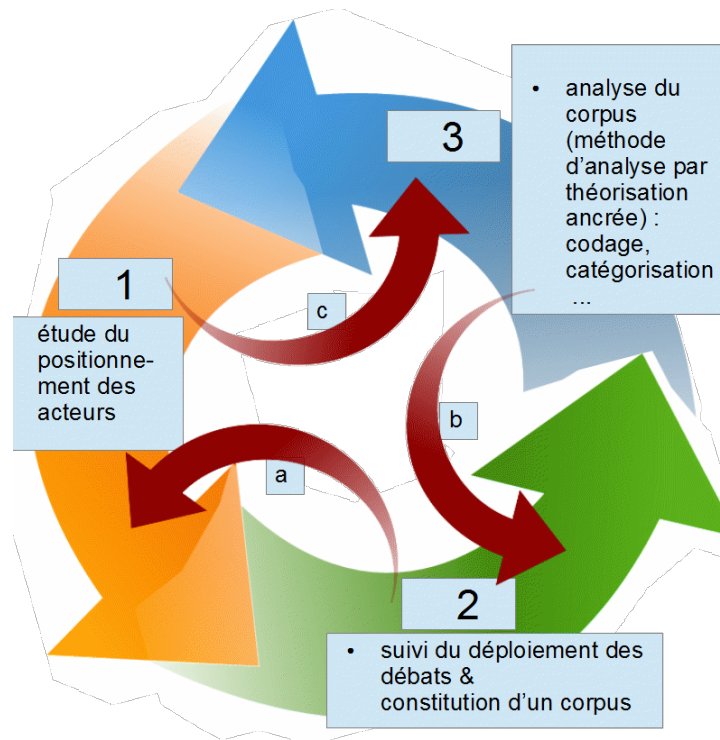 3
• analyse du
corpus
(méthode
d'analyse par
théorisation
ancrée) :
codage,
catégorisation
...
1
étude du
positionne-
ment des
acteurs
c
b
a
2
• suivi du déploiement des
débats &
constitution d'un corpus